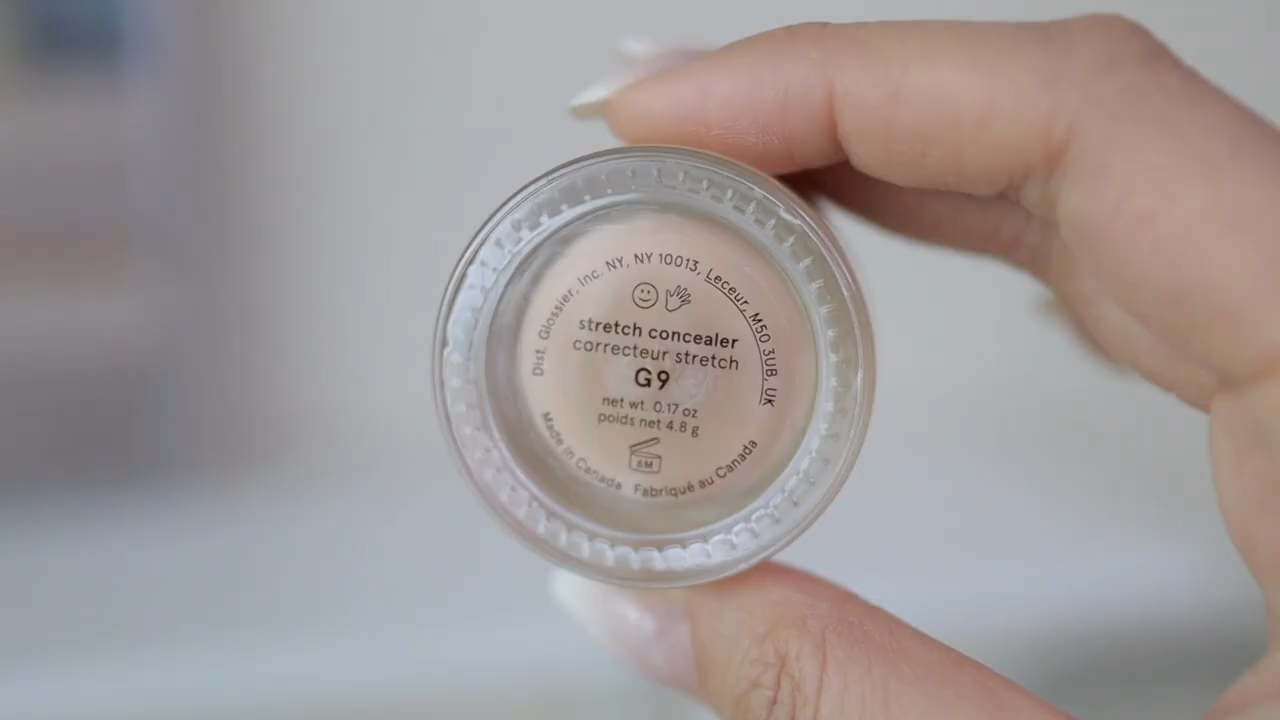 Dist. Glossier, Inc. NY, NY 10013, Leceur, M50 3UB, UK
stretch concealer
correcteur stretch
G9
net wt. 0.17 oz
poids net 4.8 g
6M
Made in Canada Fabriqué au Canada